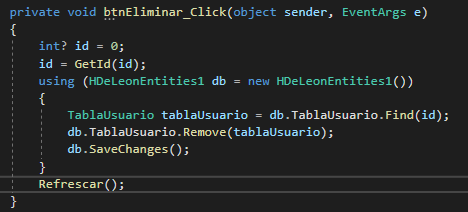 private void btnEliminar_Click(object sender, EventArgs e)
{
    int? id = 0;
    id = GetId(id);
    using (HDeLeonEntities1 db = new HDeLeonEntities1())
    {
        TablaUsuario tablaUsuario = db.TablaUsuario.Find(id);
        db.TablaUsuario.Remove(tablaUsuario);
        db.SaveChanges();
    }
    Refrescar();
}